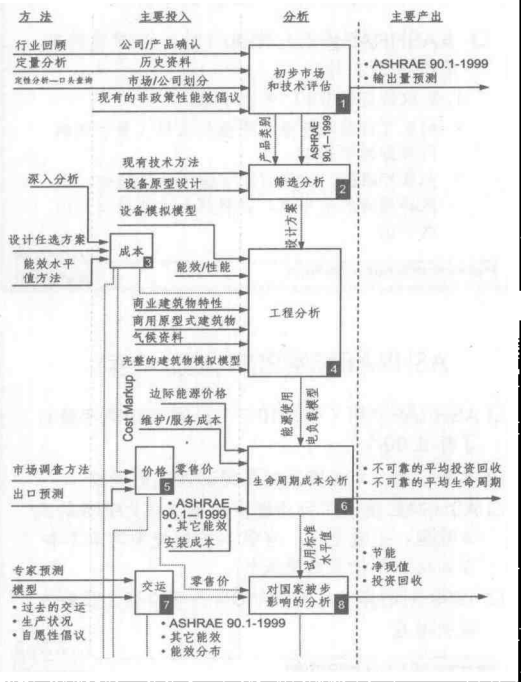 方 法
主要投入
分析
主要产出
行业回顾
定量分析
定性分析—口头查询
公司/产品确认
历史资料
市场/公司划分
现有的非政策性能效倡议
初步市场
和技术评估
1
• ASHRAE 90.1-1999
• 输出量预测
产品类别
ASHRAE
90.1-1999
现有技术方法
设备原型设计
筛选分析
2
深入分析
设备模拟模型
设计方案
设计任选方案
能效水平
值方法
成本
3
能效/性能
商业建筑物特性
商用原型式建筑物
气候资料
完整的建筑物模拟模型
工程分析
4
Cost Markup
边际能源价格
维护/服务成本
能源使用
电负载模型
市场调查方法
出口预测
价格
5
零售价
• ASHRAE
90.1-1999
• 其它能效
安装成本
生命周期成本分析
6
• 不可靠的平均投资回收
• 不可靠的平均生命周期
试用标准
水平值
专家预测
模型
• 过去的交运
• 生产状况
• 自愿性倡议
交运
7
零售价
• ASHRAE 90.1-1999
• 其它能效
• 能效分布
对国家被步
影响的分析
8
• 节能
• 净现值
• 投资回收